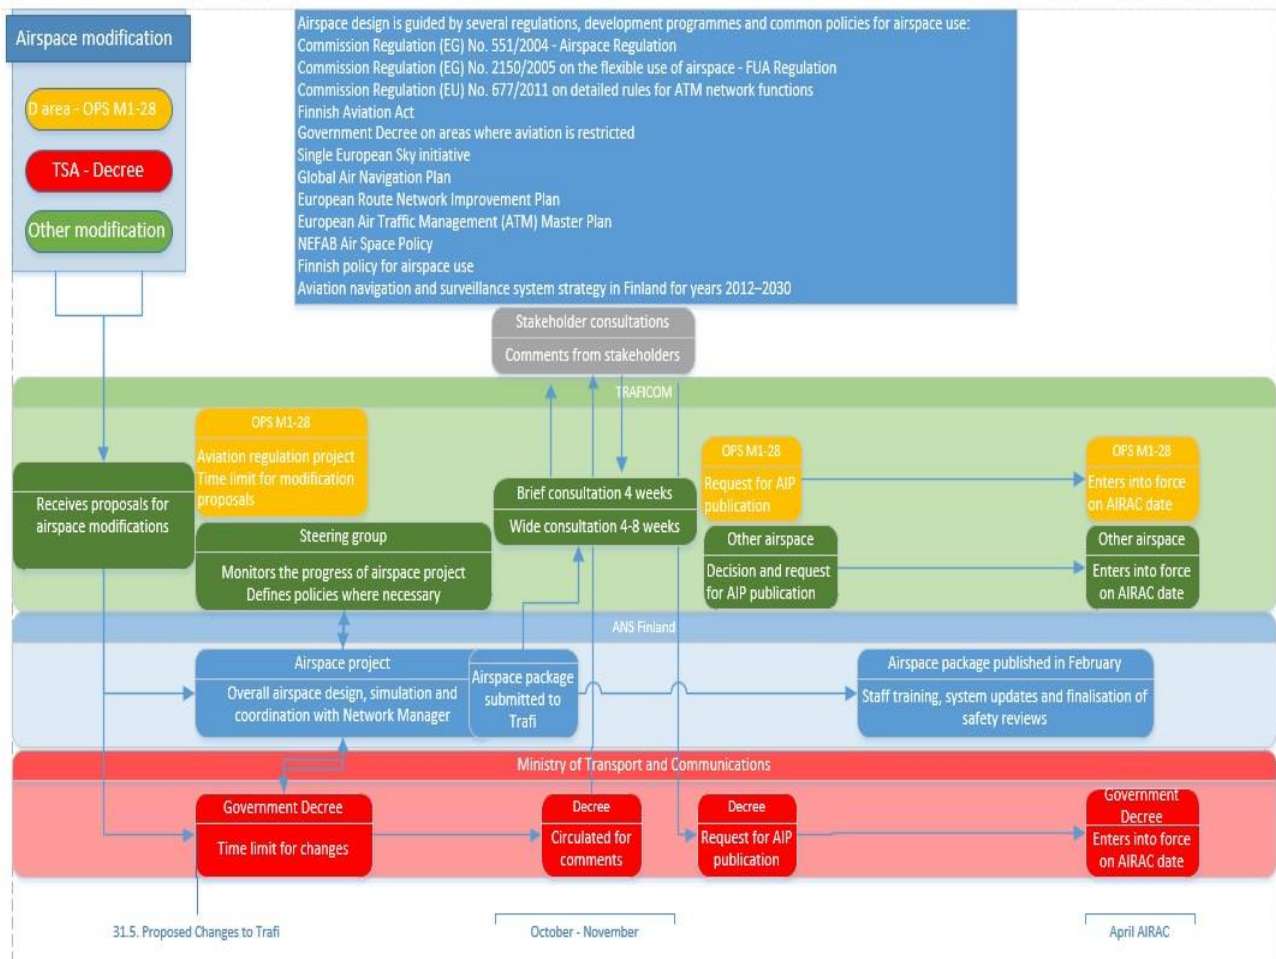 Airspace modification
D area - OPS M1-28
TSA - Decree
Other modification
Airspace design is guided by several regulations, development programmes and common policies for airspace use:
Commission Regulation (EG) No. 551/2004 - Airspace Regulation
Commission Regulation (EG) No. 2150/2005 on the flexible use of airspace - FUA Regulation
Commission Regulation (EU) No. 677/2011 on detailed rules for ATM network functions
Finnish Aviation Act
Government Decree on areas where aviation is restricted
Single European Sky initiative
Global Air Navigation Plan
European Route Network Improvement Plan
European Air Traffic Management (ATM) Master Plan
NEFAB Air Space Policy
Finnish policy for airspace use
Aviation navigation and surveillance system strategy in Finland for years 2012–2030
Stakeholder consultations
Comments from stakeholders
TRAFICOM
Receives proposals for
airspace modifications
OPS M1-28
Aviation regulation project
Time limit for modification
proposals
Steering group
Monitors the progress of airspace project
Defines policies where necessary
Brief consultation 4 weeks
Wide consultation 4-8 weeks
OPS M1-28
Request for AIP
publication
Other airspace
Decision and request
for AIP publication
OPS M1-28
Enters into force
on AIRAC date
Other airspace
Enters into force
on AIRAC date
ANS Finland
Airspace project
Overall airspace design, simulation and
coordination with Network Manager
Airspace package
submitted to
Trafi
Airspace package published in February
Staff training, system updates and finalisation of
safety reviews
Ministry of Transport and Communications
Government Decree
Time limit for changes
Decree
Circulated for
comments
Decree
Request for AIP
publication
Government
Decree
Enters into force
on AIRAC date
31.5. Proposed Changes to Trafi
October - November
April AIRAC